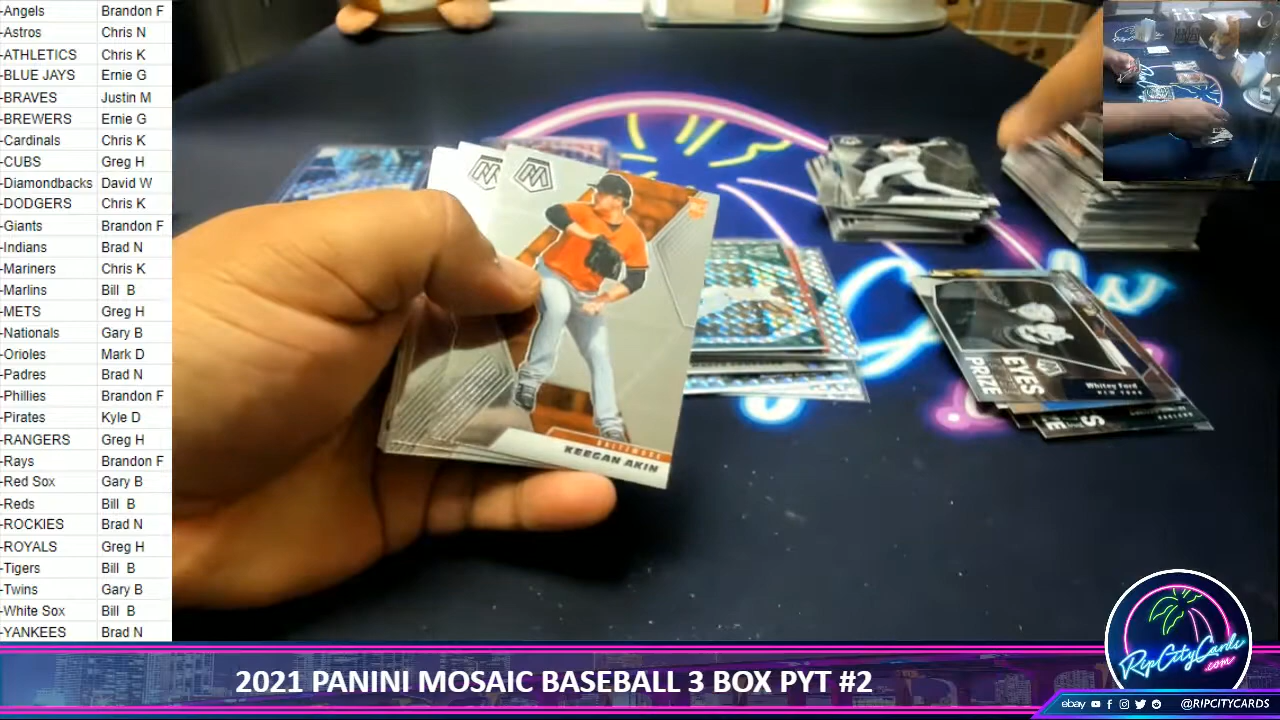 -Angels Brandon F
-Astros Chris N
-ATHLETICS Chris K
-BLUE JAYS Ernie G
-BRAVES Justin M
-BREWERS Ernie G
-Cardinals Chris K
-CUBS Greg H
-Diamondbacks David W
-DODGERS Chris K
-Giants Brandon F
-Indians Brad N
-Mariners Chris K
-Marlins Bill B
-METS Greg H
-Nationals Gary B
-Orioles Mark D
-Padres Brad N
-Phillies Brandon F
-Pirates Kyle D
-RANGERS Greg H
-Rays Brandon F
-Red Sox Gary B
-Reds Bill B
-ROCKIES Brad N
-ROYALS Greg H
-Tigers Bill B
-Twins Gary B
-White Sox Bill B
-YANKEES Brad N
BALTIMORE
KEEGAN AKIN
EYES
PRIZE
Whitey Ford
NEW YORK
RipCityCards
.com
2021 PANINI MOSAIC BASEBALL 3 BOX PYT #2
ebay @RIPCITYCARDS